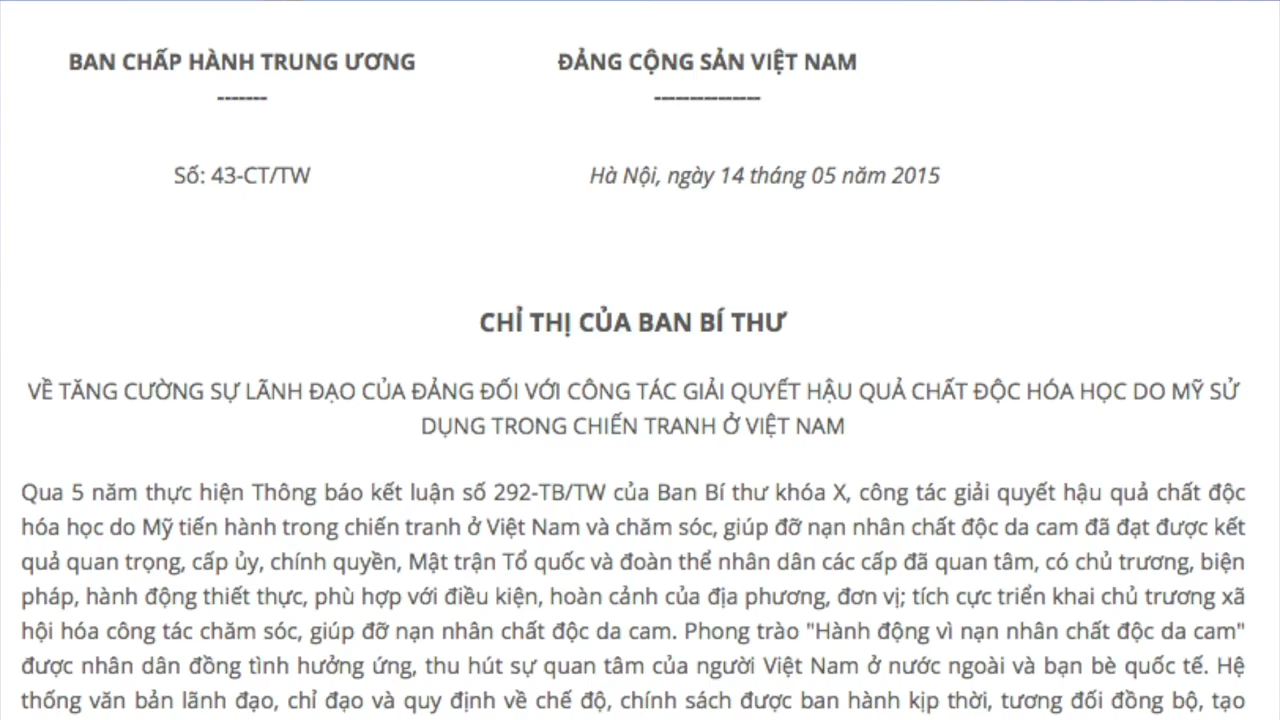 BAN CHẤP HÀNH TRUNG ƯƠNG
ĐẢNG CỘNG SẢN VIỆT NAM
-------
---------------
Số: 43-CT/TW
Hà Nội, ngày 14 tháng 05 năm 2015
CHỈ THỊ CỦA BAN BÍ THƯ
VỀ TĂNG CƯỜNG SỰ LÃNH ĐẠO CỦA ĐẢNG ĐỐI VỚI CÔNG TÁC GIẢI QUYẾT HẬU QUẢ CHẤT ĐỘC HÓA HỌC DO MỸ SỬ
DỤNG TRONG CHIẾN TRANH Ở VIỆT NAM
Qua 5 năm thực hiện Thông báo kết luận số 292-TB/TW của Ban Bí thư khóa X, công tác giải quyết hậu quả chất độc
hóa học do Mỹ tiến hành trong chiến tranh ở Việt Nam và chăm sóc, giúp đỡ nạn nhân chất độc da cam đã đạt được kết
quả quan trọng, cấp ủy, chính quyền, Mật trận Tổ quốc và đoàn thể nhân dân các cấp đã quan tâm, có chủ trương, biện
pháp, hành động thiết thực, phù hợp với điều kiện, hoàn cảnh của địa phương, đơn vị; tích cực triển khai chủ trương xã
hội hóa công tác chăm sóc, giúp đỡ nạn nhân chất độc da cam. Phong trào "Hành động vì nạn nhân chất độc da cam"
được nhân dân đồng tình hưởng ứng, thu hút sự quan tâm của người Việt Nam ở nước ngoài và bạn bè quốc tế. Hệ
thống văn bản lãnh đạo, chỉ đạo và quy định về chế độ, chính sách được ban hành kịp thời, tương đối đồng bộ, tạo